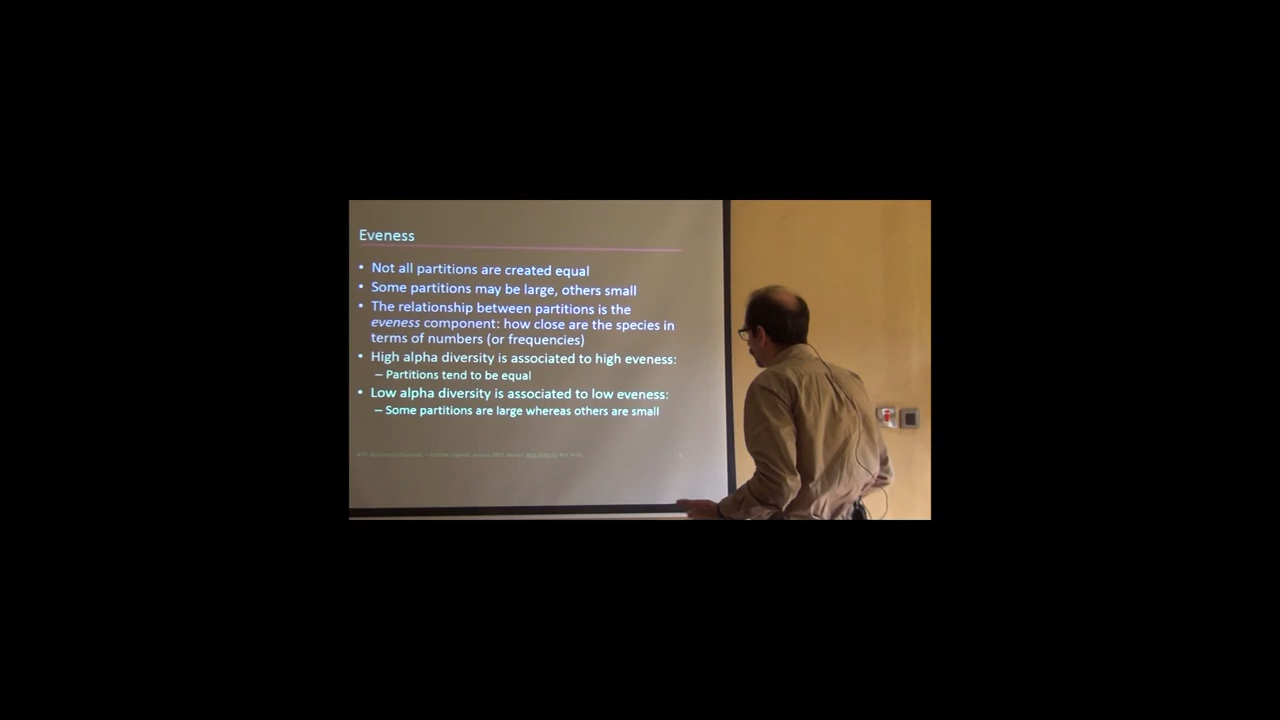 Eveness
• Not all partitions are created equal
• Some partitions may be large, others small
• The relationship between partitions is the
eveness component: how close are the species in
terms of numbers (or frequencies)
• High alpha diversity is associated to high eveness:
– Partitions tend to be equal
• Low alpha diversity is associated to low eveness:
– Some partitions are large whereas others are small